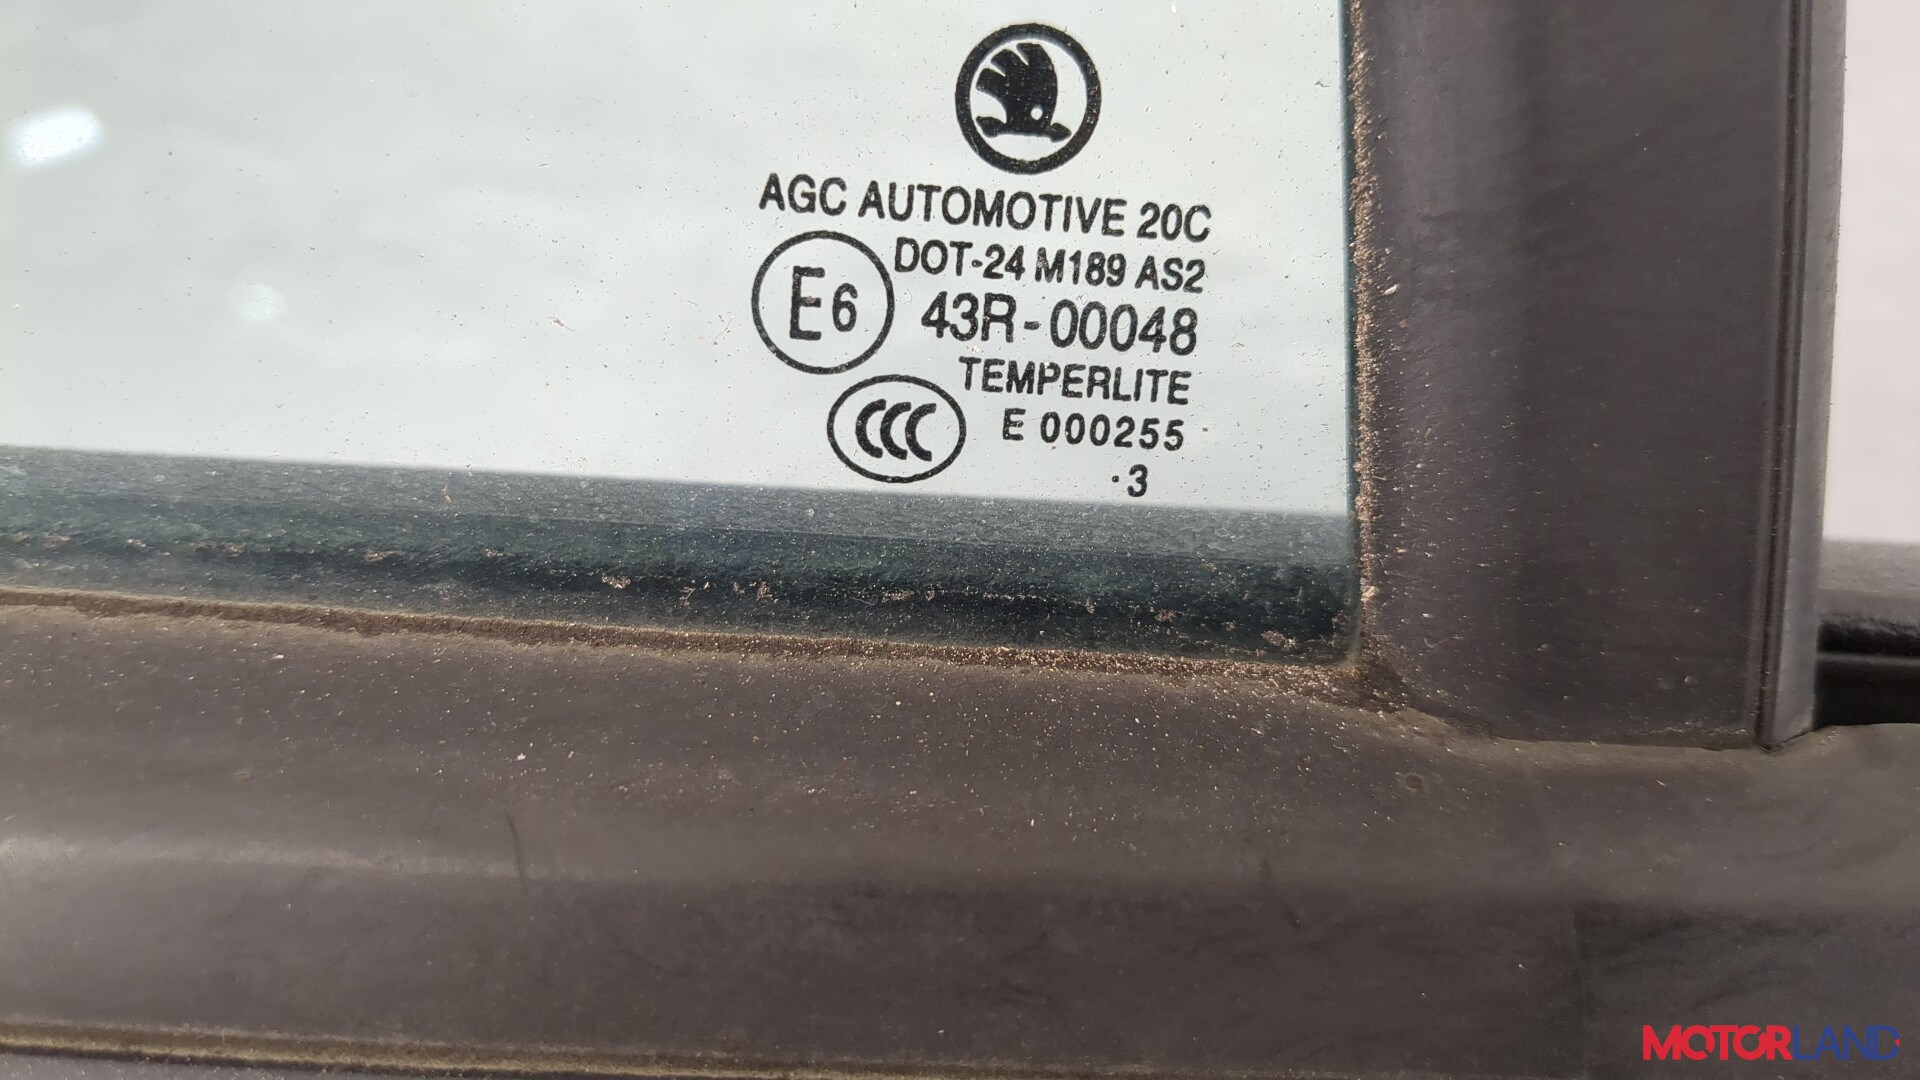 AGC AUTOMOTIVE 20C
DOT-24 M189 AS2
E6
43R-00048
TEMPERLITE
CCC
E 000255
·3
MOTORLAND